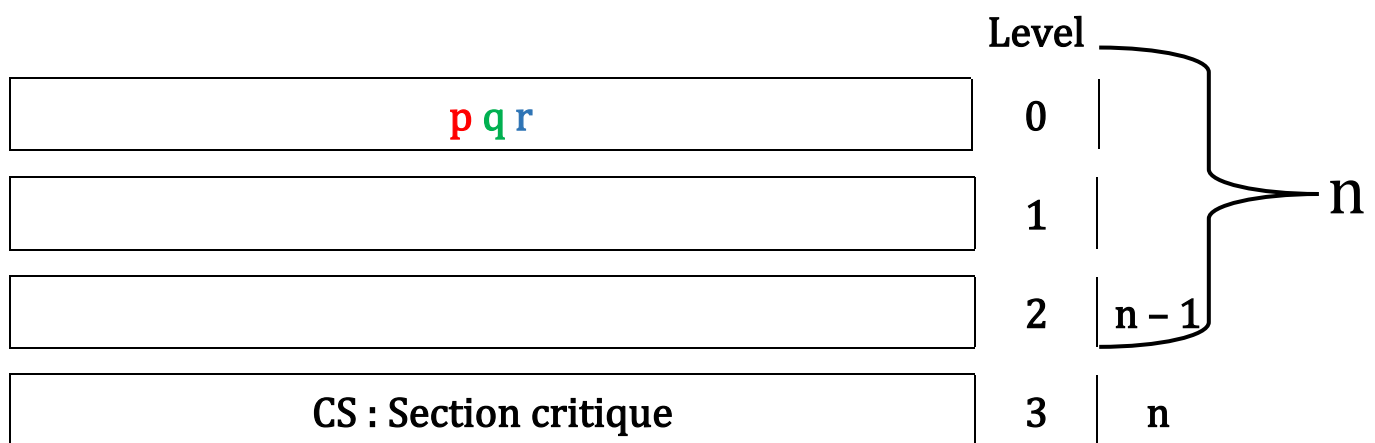 Level
p q r 0
1
n
2 n – 1
CS : Section critique 3 n